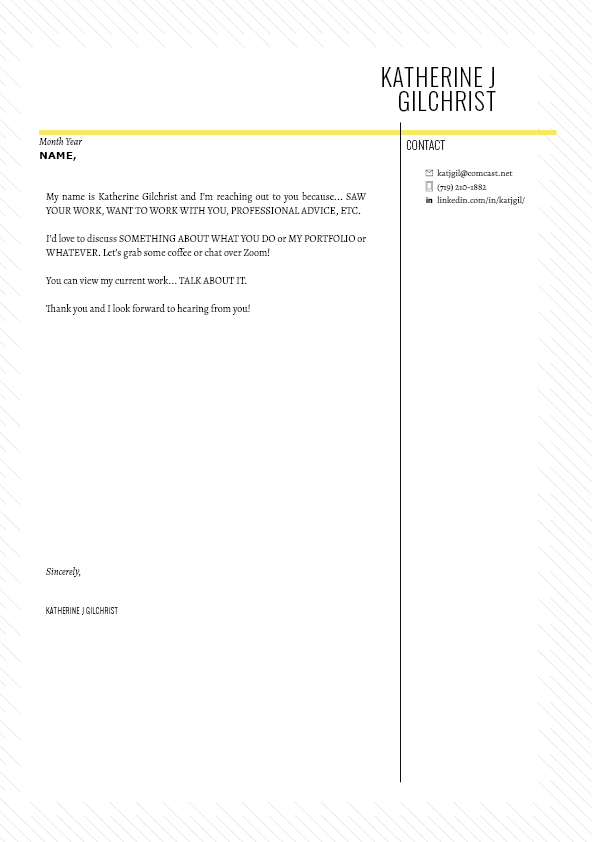 KATHERINE J
GILCHRIST
Month Year
NAME,
CONTACT
katjgil@comcast.net
(719) 210-1882
linkedin.com/in/katjgil/
My name is Katherine Gilchrist and I'm reaching out to you because... SAW
YOUR WORK, WANT TO WORK WITH YOU, PROFESSIONAL ADVICE, ETC.
I'd love to discuss SOMETHING ABOUT WHAT YOU DO or MY PORTFOLIO or
WHATEVER. Let's grab some coffee or chat over Zoom!
You can view my current work... TALK ABOUT IT.
Thank you and I look forward to hearing from you!
Sincerely,
KATHERINE J GILCHRIST